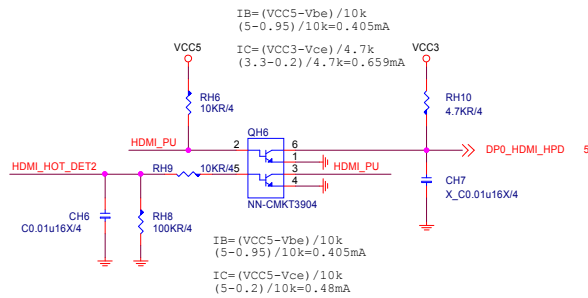 IB=(VCC5-Vbe)/10k
(5-0.95)/10k=0.405mA
IC=(VCC3-Vce)/4.7k
(3.3-0.2)/4.7k=0.659mA
VCC5
VCC3
RH6
10KR/4
RH10
4.7KR/4
QH6
HDMI_PU
2
6
1
DP0_HDMI_HPD
5
HDMI_HOT_DET2
RH9
10KR/4
5
3
HDMI_PU
4
CH7
X_C0.01u16X/4
NN-CMKT3904
CH6
C0.01u16X/4
RH8
100KR/4
IB=(VCC5-Vbe)/10k
(5-0.95)/10k=0.405mA
IC=(VCC5-Vce)/10k
(5-0.2)/10k=0.48mA